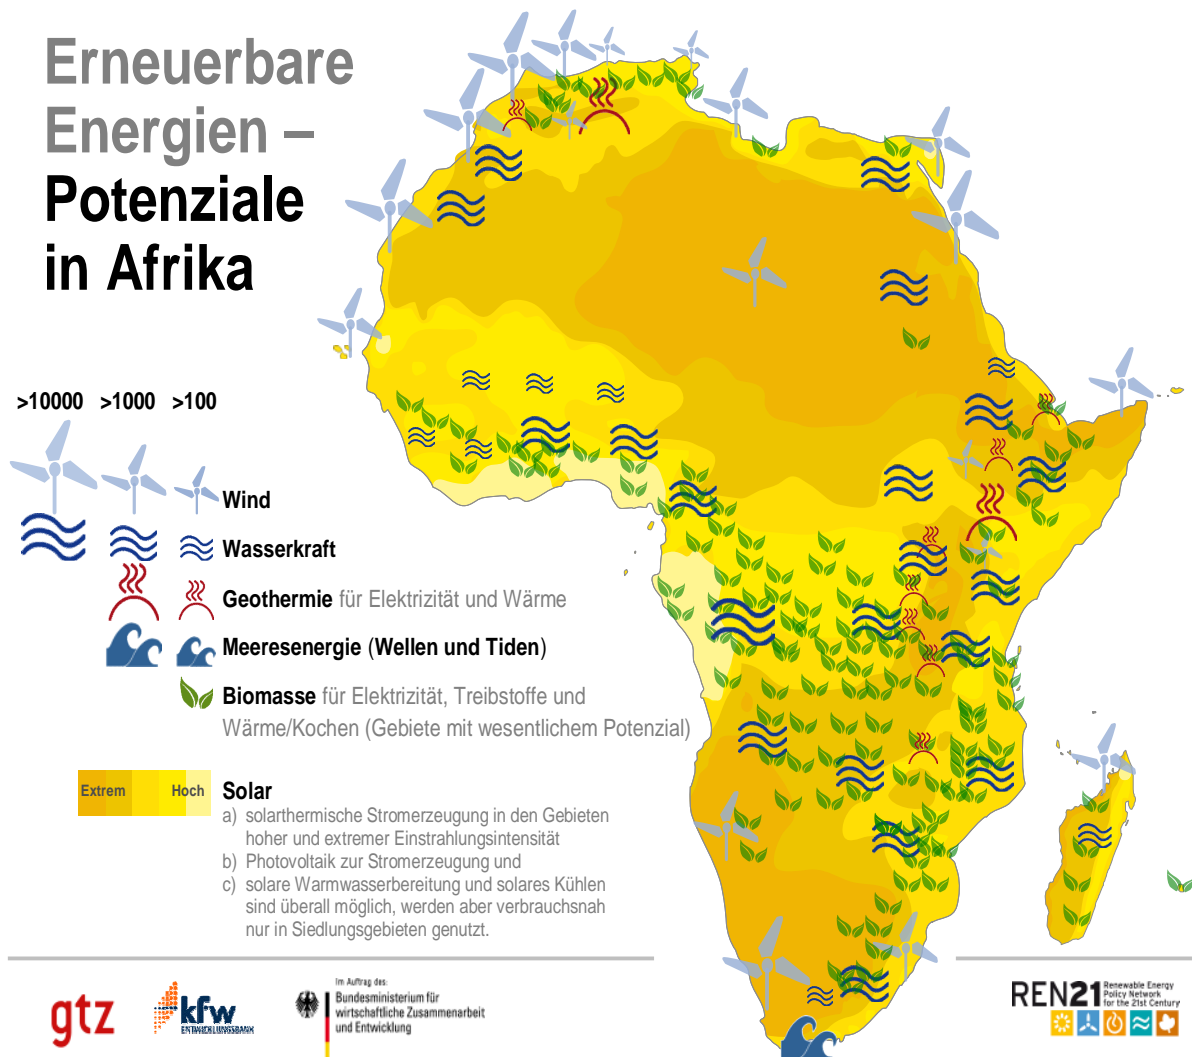 Erneuerbare
Energien –
Potenziale
in Afrika
>10000 >1000 >100
Wind
Wasserkraft
Geothermie für Elektrizität und Wärme
Meeresenergie (Wellen und Tiden)
Biomasse für Elektrizität, Treibstoffe und
Wärme/Kochen (Gebiete mit wesentlichem Potenzial)
Extrem Hoch
Solar
a) solarthermische Stromerzeugung in den Gebieten
hoher und extremer Einstrahlungsintensität
b) Photovoltaik zur Stromerzeugung und
c) solare Warmwasserbereitung und solares Kühlen
sind überall möglich, werden aber verbrauchsnah
nur in Siedlungsgebieten genutzt.
gtz
kfw
ENTWICKLUNGSBANK
Im Auftrag des:
Bundesministerium für
wirtschaftliche Zusammenarbeit
und Entwicklung
REN21
Renewable Energy
Policy Network
for the 21st Century